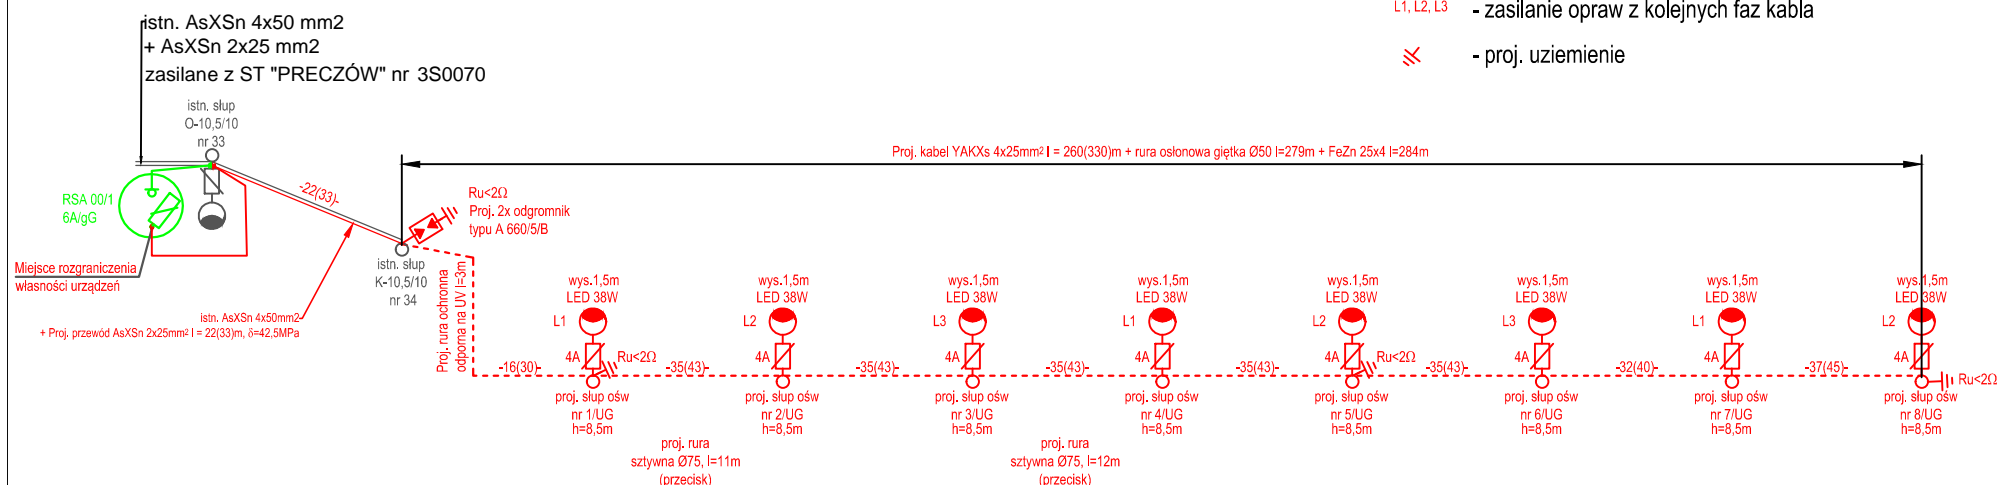 istn. AsXSn 4x50 mm2
+ AsXSn 2x25 mm2
zasilane z ST "PRECZÓW" nr 3S0070
L1, L2, L3 - zasilanie opraw z kolejnych faz kabla
- proj. uziemienie
istn. słup
O-10,5/10
nr 33
RSA 00/1
6A/gG
Miejsce rozgraniczenia
własności urządzeń
-22(33)-
istn. AsXSn 4x50mm2
+ Proj. przewód AsXSn 2x25mm² l = 22(33)m, δ=42,5MPa
Ru<2Ω
Proj. 2x odgromnik
typu A 660/5/B
istn. słup
K-10,5/10
nr 34
Proj. rura ochronna
odporna na UV l=3m
Proj. kabel YAKXs 4x25mm² l = 260(330)m + rura osłonowa giętka Ø50 l=279m + FeZn 25x4 l=284m
-16(30)-
wys.1,5m
LED 38W
L1
4A
Ru<2Ω
proj. słup ośw
nr 1/UG
h=8,5m
-35(43)-
proj. rura
sztywna Ø75, l=11m
(przecisk)
wys.1,5m
LED 38W
L2
4A
proj. słup ośw
nr 2/UG
h=8,5m
-35(43)-
wys.1,5m
LED 38W
L3
4A
proj. słup ośw
nr 3/UG
h=8,5m
-35(43)-
proj. rura
sztywna Ø75, l=12m
(przecisk)
wys.1,5m
LED 38W
L1
4A
proj. słup ośw
nr 4/UG
h=8,5m
-35(43)-
wys.1,5m
LED 38W
L2
4A
Ru<2Ω
proj. słup ośw
nr 5/UG
h=8,5m
-35(43)-
wys.1,5m
LED 38W
L3
4A
proj. słup ośw
nr 6/UG
h=8,5m
-32(40)-
wys.1,5m
LED 38W
L1
4A
proj. słup ośw
nr 7/UG
h=8,5m
-37(45)-
wys.1,5m
LED 38W
L2
4A
Ru<2Ω
proj. słup ośw
nr 8/UG
h=8,5m